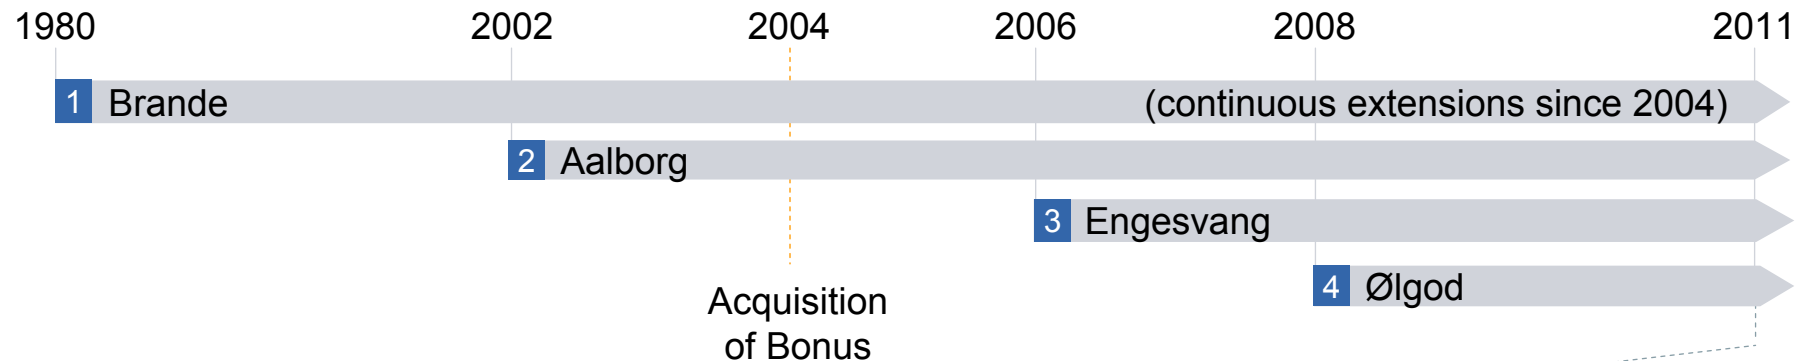 1980 2002 2004 2006 2008 2011
1 Brande (continuous extensions since 2004)
2 Aalborg
3 Engesvang
4 Ølgod
Acquisition
of Bonus